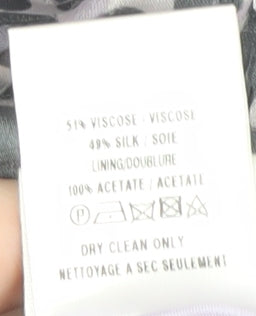 51% VISCOSE - VISCOSE
49% SILK / SOIE
LINING/DOUBLURE
100% ACETATE / ACETATE
P
DRY CLEAN ONLY
NETTOYAGE A SEC SEULEMENT